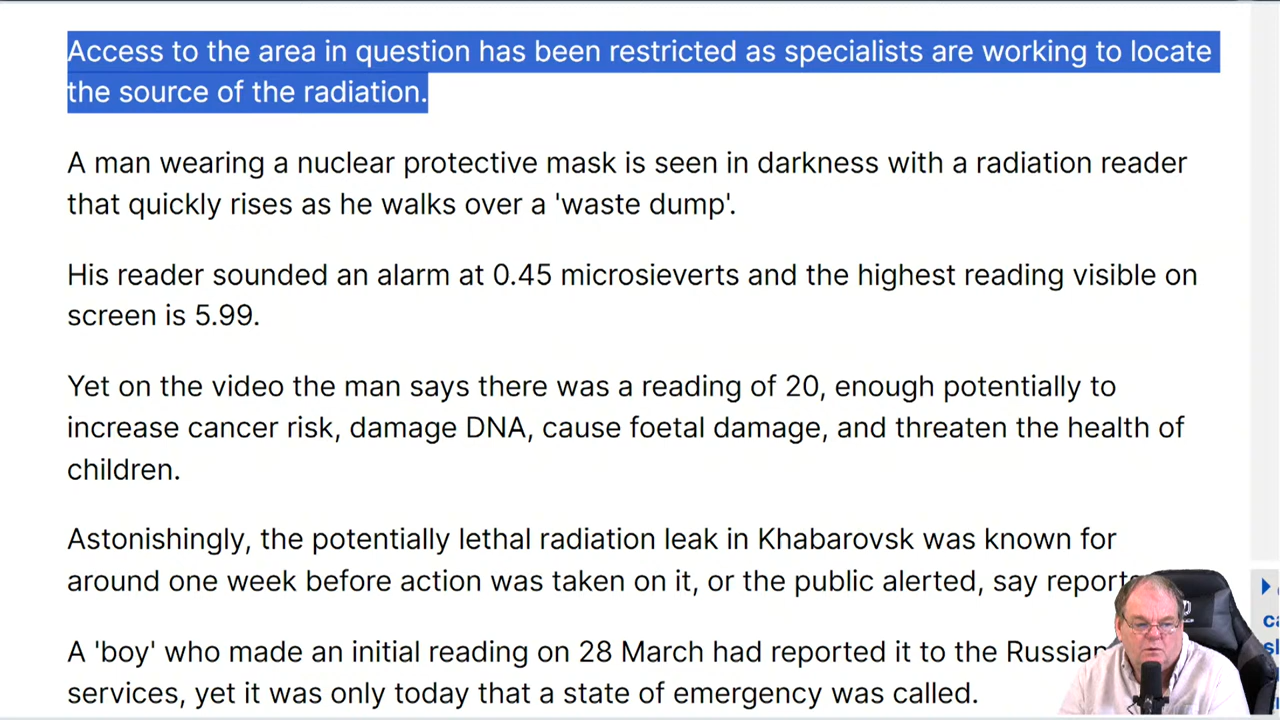 Access to the area in question has been restricted as specialists are working to locate
the source of the radiation.
A man wearing a nuclear protective mask is seen in darkness with a radiation reader
that quickly rises as he walks over a 'waste dump'.
His reader sounded an alarm at 0.45 microsieverts and the highest reading visible on
screen is 5.99.
Yet on the video the man says there was a reading of 20, enough potentially to
increase cancer risk, damage DNA, cause foetal damage, and threaten the health of
children.
Astonishingly, the potentially lethal radiation leak in Khabarovsk was known for
around one week before action was taken on it, or the public alerted, say
A 'boy' who made an initial reading on 28 March had reported it to the Russian
services, yet it was only today that a state of emergency was called.